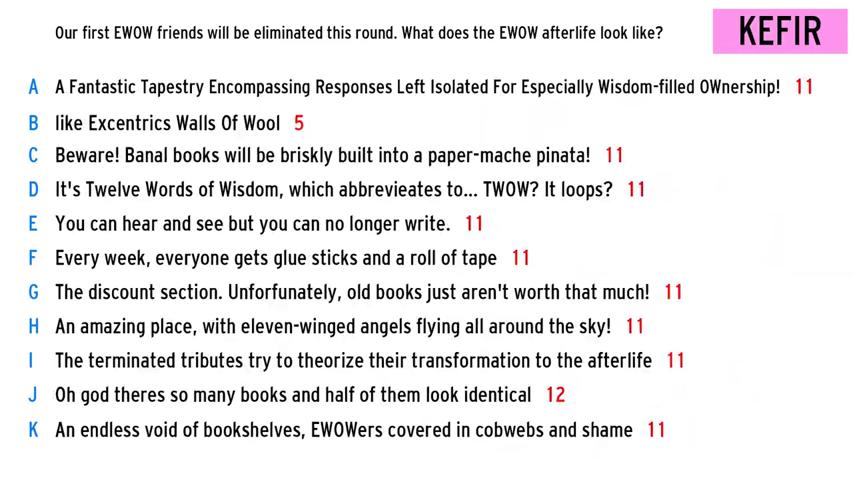 Our first EWOW friends will be eliminated this round. What does the EWOW afterlife look like?
KEFIR
A A Fantastic Tapestry Encompassing Responses Left Isolated For Especially Wisdom-filled OWnership! 11
B like Excentrics Walls Of Wool 5
C Beware! Banal books will be briskly built into a paper-mache pinata! 11
D It's Twelve Words of Wisdom, which abbrevieates to... TWOW? It loops? 11
E You can hear and see but you can no longer write. 11
F Every week, everyone gets glue sticks and a roll of tape 11
G The discount section. Unfortunately, old books just aren't worth that much! 11
H An amazing place, with eleven-winged angels flying all around the sky! 11
I The terminated tributes try to theorize their transformation to the afterlife 11
J Oh god theres so many books and half of them look identical 12
K An endless void of bookshelves, EWOWers covered in cobwebs and shame 11